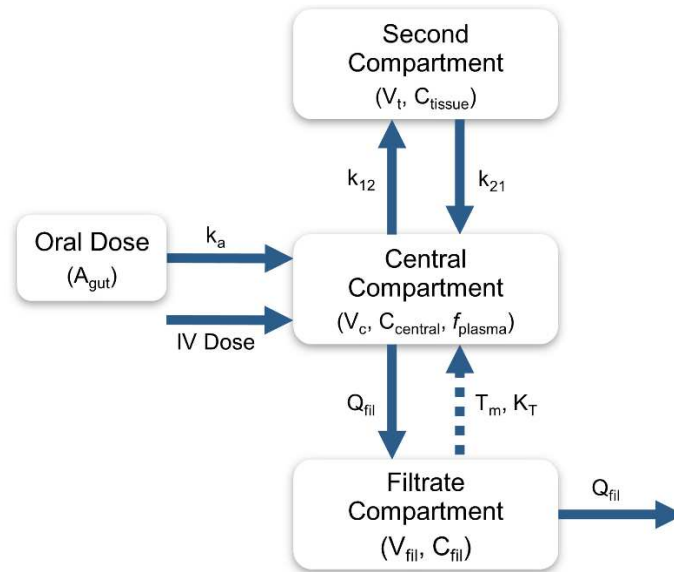 Second
Compartment
(Vt, Ctissue)
k12
k21
Oral Dose
(Agut)
ka
IV Dose
Central
Compartment
(Vc, Ccentral, fplasma)
Qfil
Tm, KT
Filtrate
Compartment
(Vfil, Cfil)
Qfil